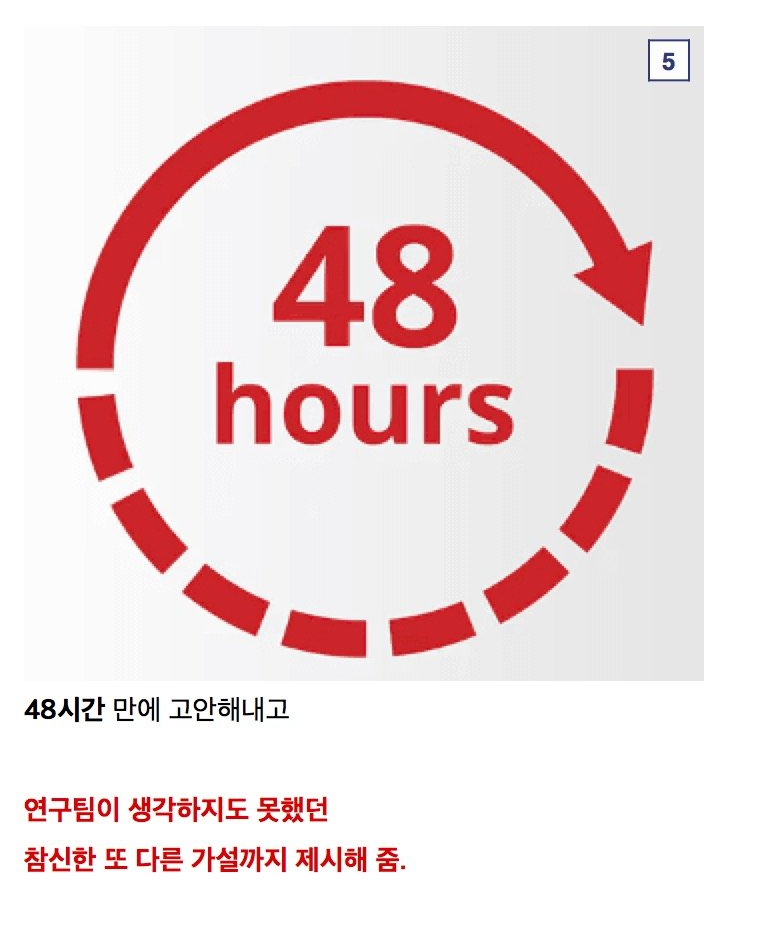 5
48
hours
48시간 만에 고안해내고
연구팀이 생각하지도 못했던
참신한 또 다른 가설까지 제시해 줌.